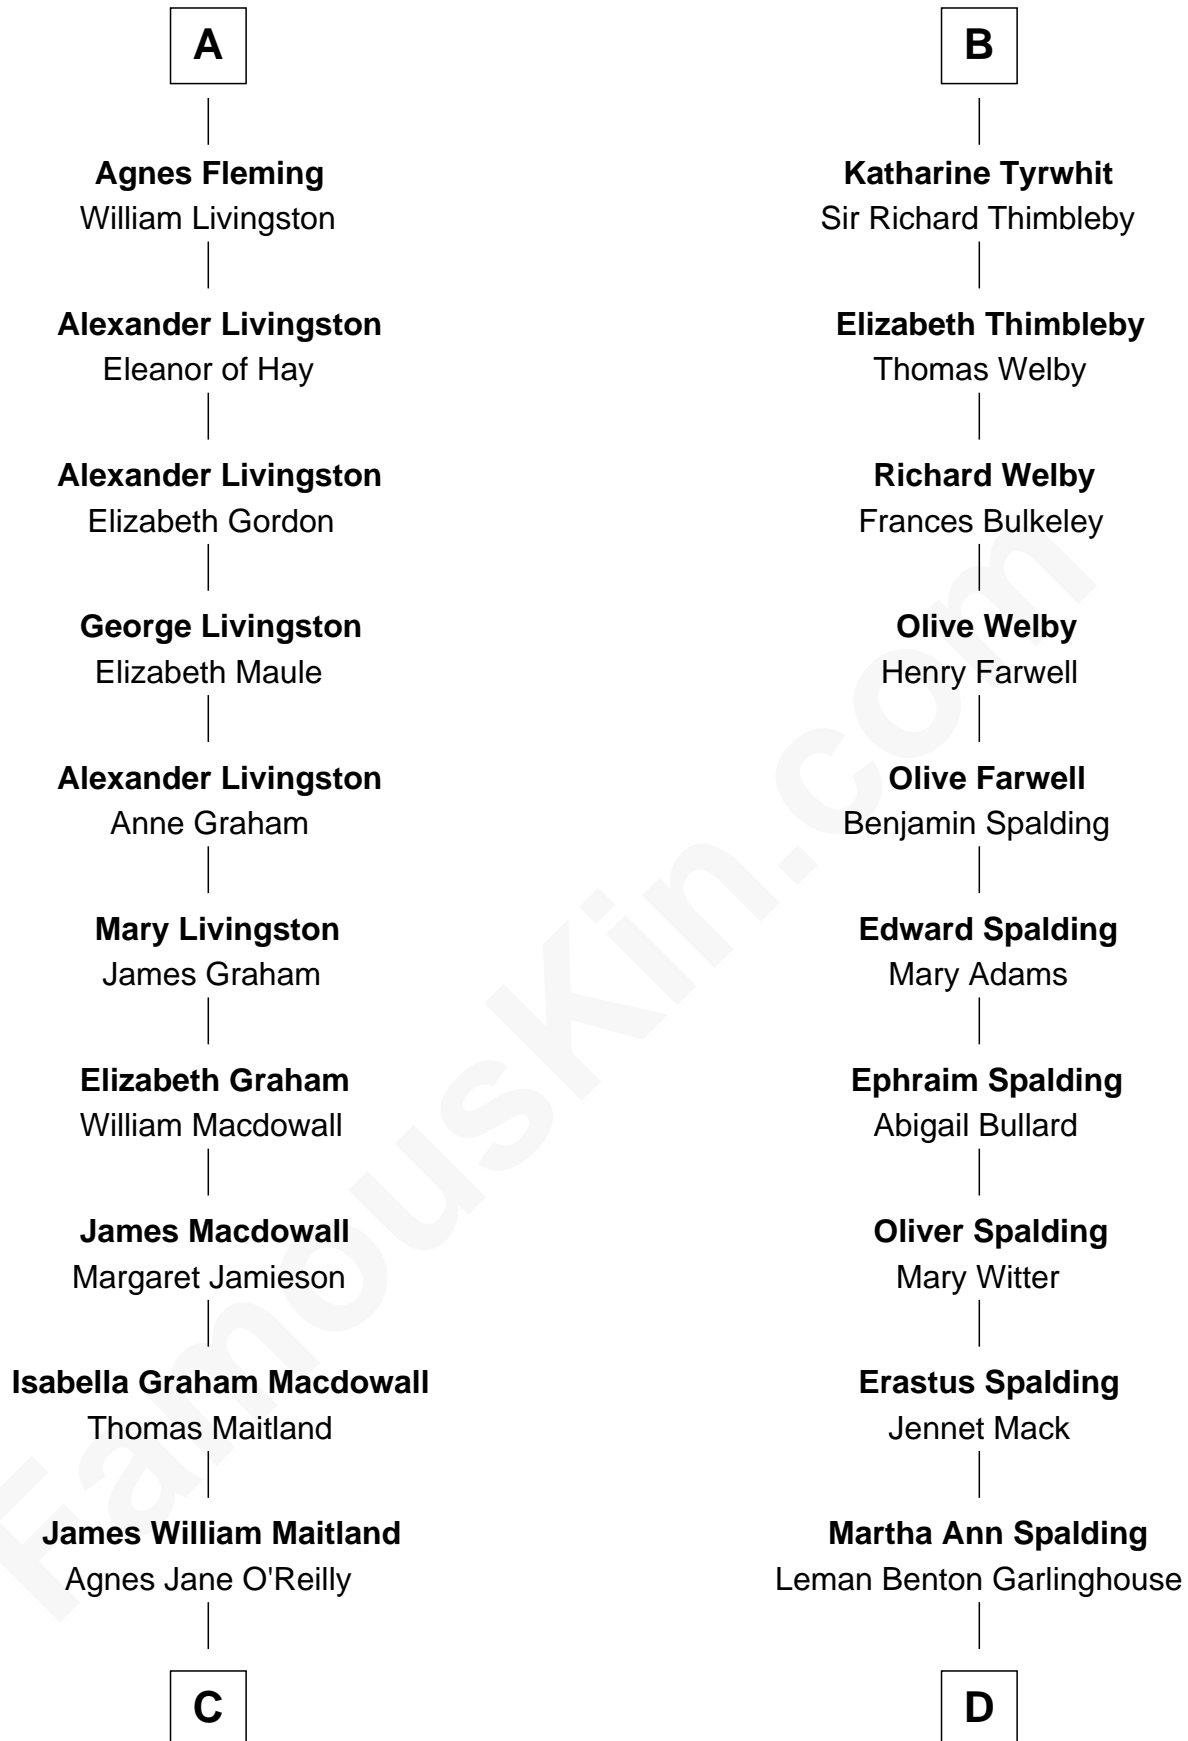 A
Agnes Fleming
William Livingston
Alexander Livingston
Eleanor of Hay
Alexander Livingston
Elizabeth Gordon
George Livingston
Elizabeth Maule
Alexander Livingston
Anne Graham
Mary Livingston
James Graham
Elizabeth Graham
William Macdowall
James Macdowall
Margaret Jamieson
Isabella Graham Macdowall
Thomas Maitland
James William Maitland
Agnes Jane O'Reilly
C
B
Katharine Tyrwhit
Sir Richard Thimbleby
Elizabeth Thimbleby
Thomas Welby
Richard Welby
Frances Bulkeley
Olive Welby
Henry Farwell
Olive Farwell
Benjamin Spalding
Edward Spalding
Mary Adams
Ephraim Spalding
Abigail Bullard
Oliver Spalding
Mary Witter
Erastus Spalding
Jennet Mack
Martha Ann Spalding
Leman Benton Garlinghouse
D
FamousKin.com